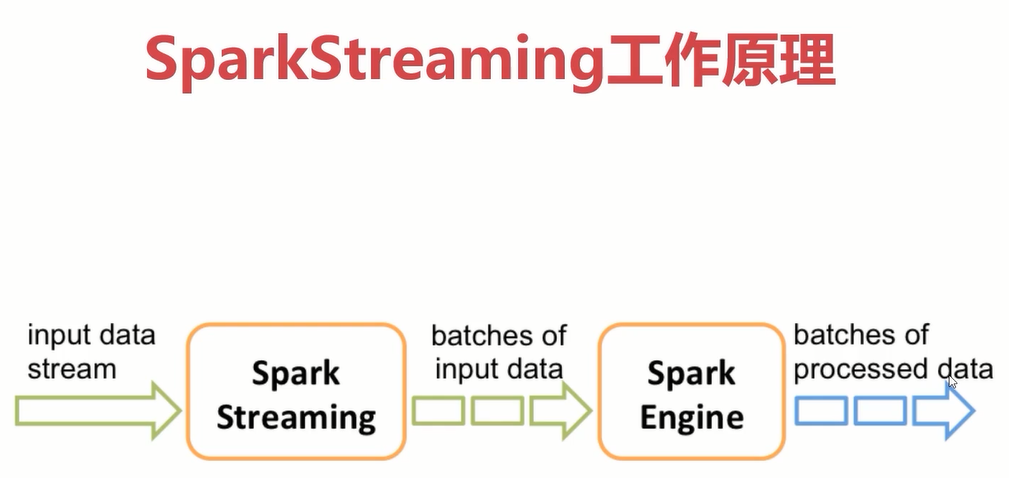 SparkStreaming工作原理
input data
stream
Spark
Streaming
batches of
input data
Spark
Engine
batches of
processed data